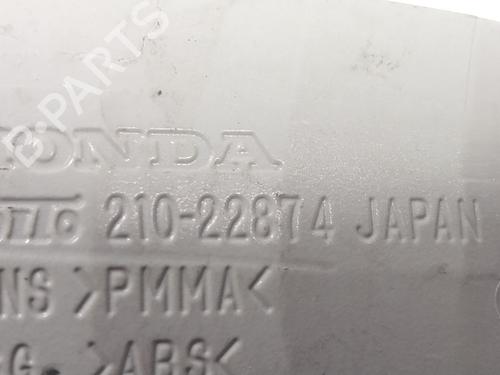 B-PARTS
HONDA
210-22874 JAPAN
>PMMA<
>ABS<